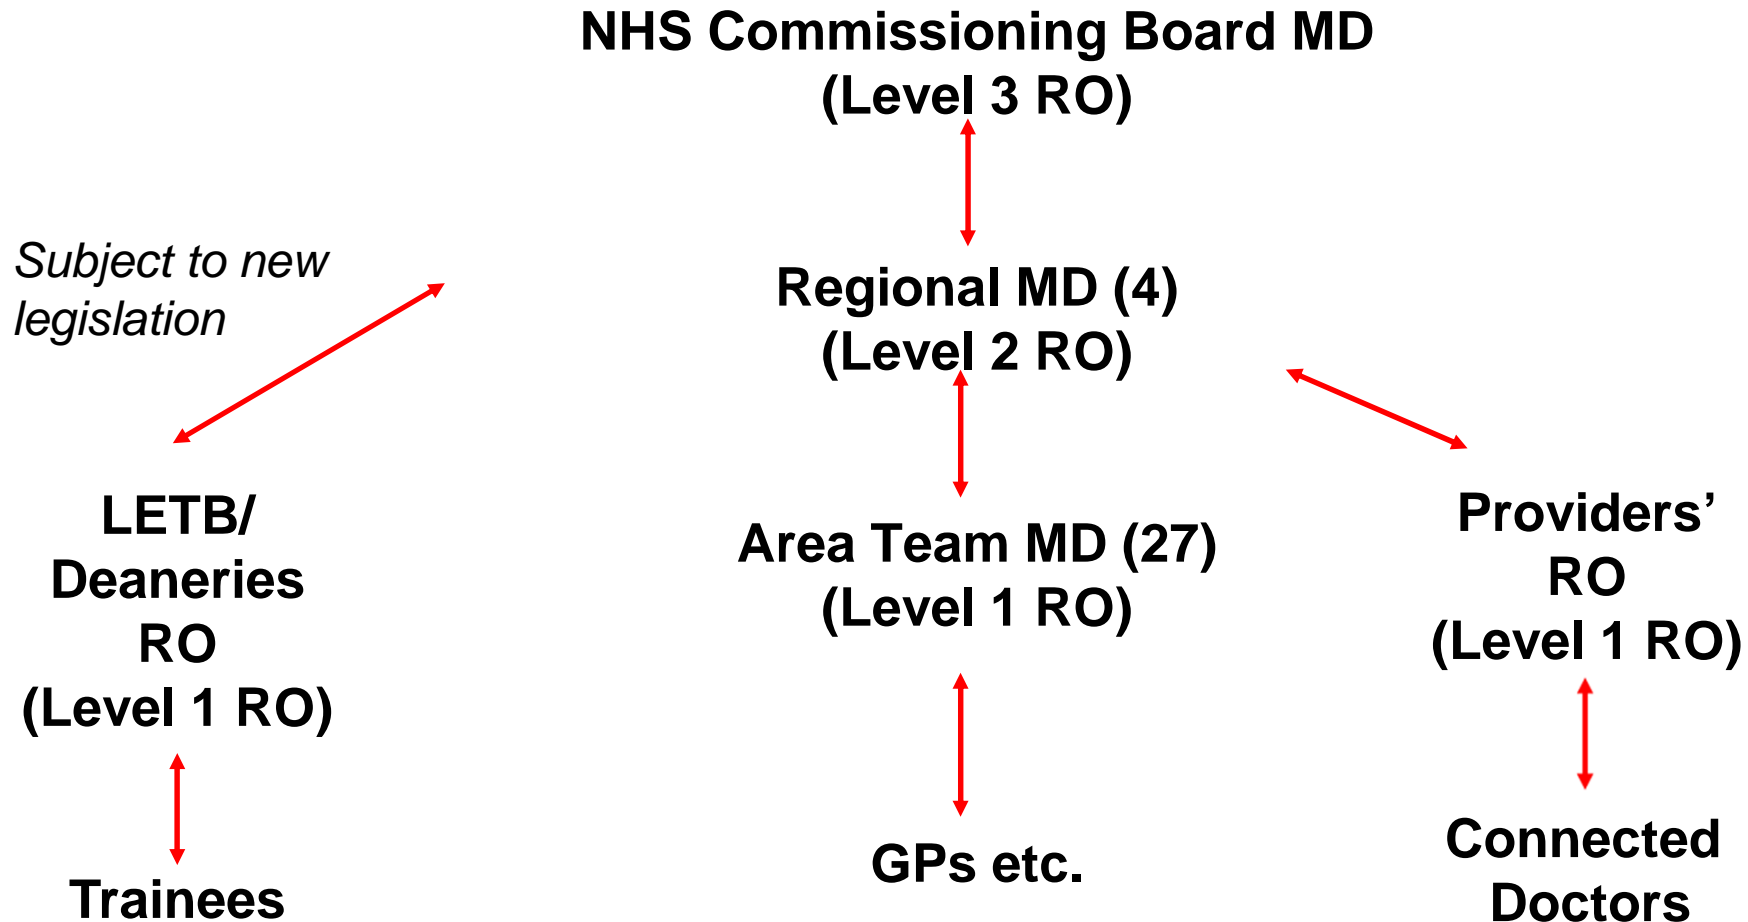 NHS Commissioning Board MD
(Level 3 RO)
Subject to new
legislation
Regional MD (4)
(Level 2 RO)
LETB/
Deaneries
RO
(Level 1 RO)
Trainees
Area Team MD (27)
(Level 1 RO)
GPs etc.
Providers’
RO
(Level 1 RO)
Connected
Doctors